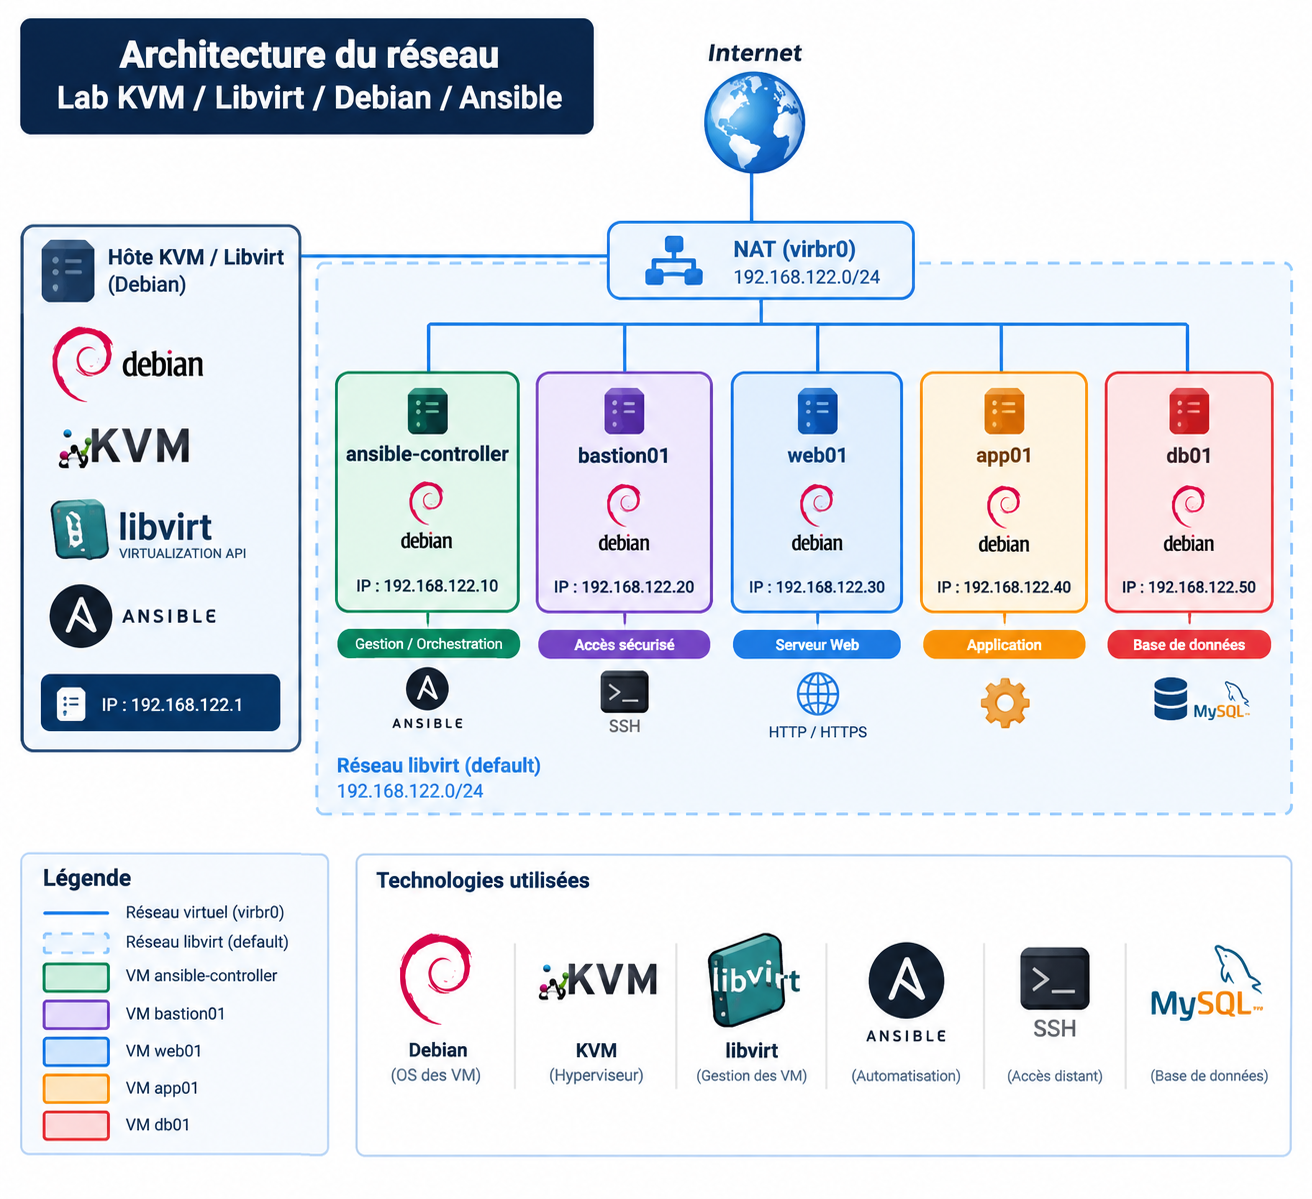 Architecture du réseau
Lab KVM / Libvirt / Debian / Ansible
Internet
Hôte KVM / Libvirt
(Debian)
debian
KVM
libvirt
VIRTUALIZATION API
ANSIBLE
IP : 192.168.122.1
NAT (virbr0)
192.168.122.0/24
ansible-controller
debian
IP : 192.168.122.10
Gestion / Orchestration
ANSIBLE
bastion01
debian
IP : 192.168.122.20
Accès sécurisé
>_
SSH
web01
debian
IP : 192.168.122.30
Serveur Web
HTTP / HTTPS
app01
debian
IP : 192.168.122.40
Application
db01
debian
IP : 192.168.122.50
Base de données
MySQL™
Réseau libvirt (default)
192.168.122.0/24
Légende
Réseau virtuel (virbr0)
Réseau libvirt (default)
VM ansible-controller
VM bastion01
VM web01
VM app01
VM db01
Technologies utilisées
Debian
(OS des VM)
KVM
KVM
(Hyperviseur)
libvirt
libvirt
(Gestion des VM)
ANSIBLE
(Automatisation)
>_
SSH
(Accès distant)
MySQL™
(Base de données)